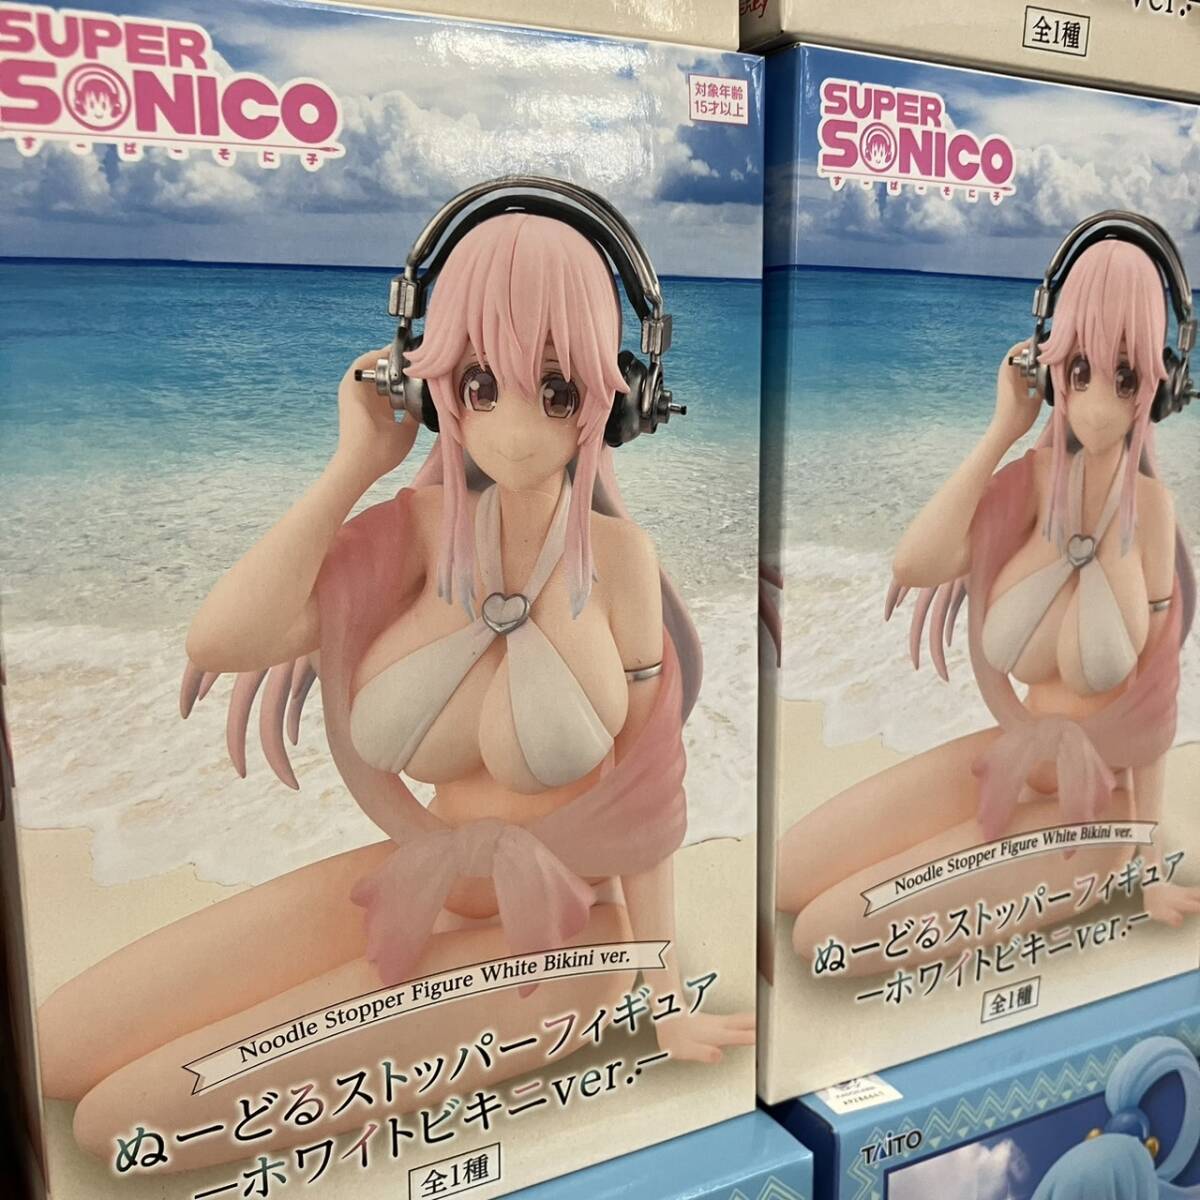 SUPER
SONICO
すーぱーそに子
対象年齢
15才以上
Noodle Stopper Figure White Bikini ver.
ぬーどるストッパーフィギュア
ーホワイトビキニver.ー
全1種
全1種
SUPER
SONICO
すーぱーそに子
Noodle Stopper Figure White Bikini ver.
ぬーどるストッパーフィギュア
ーホワイトビキニver.ー
全1種
TAITO